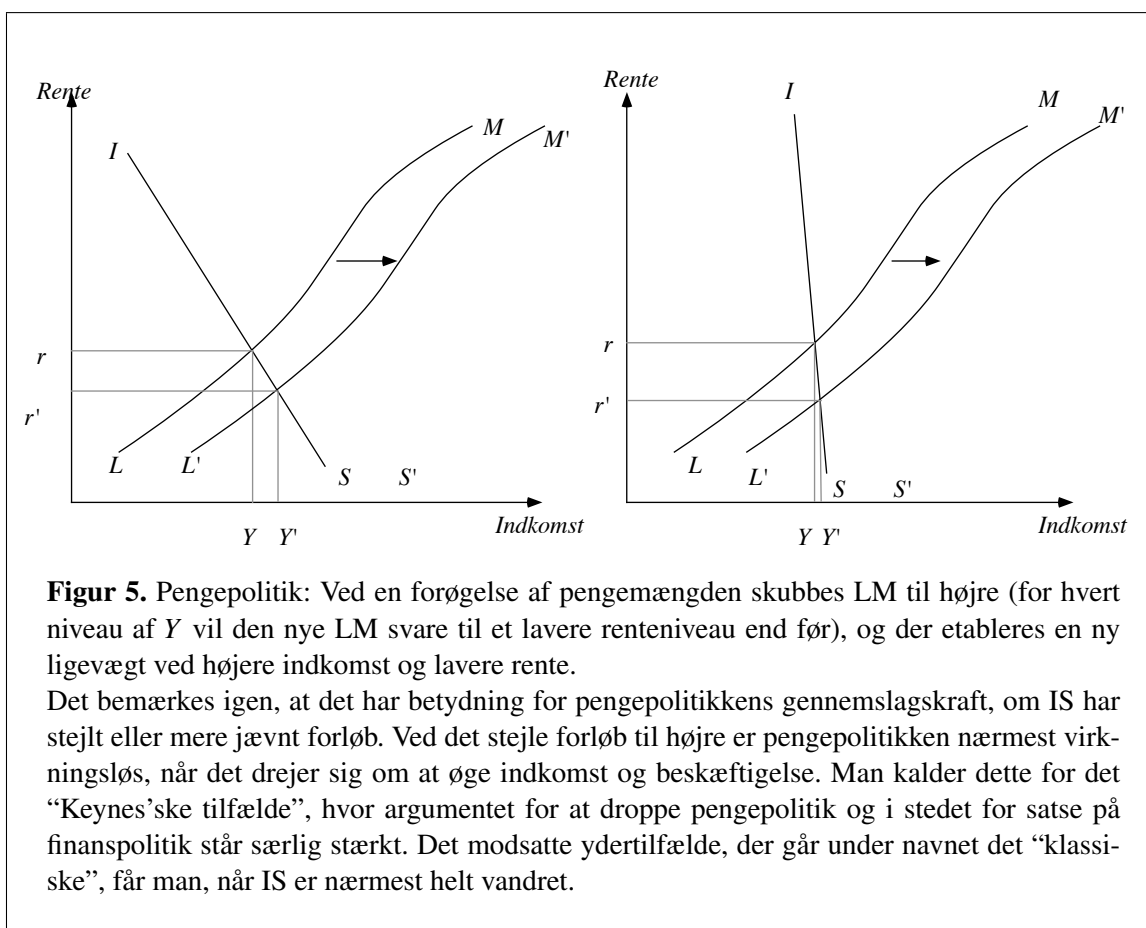 Rente
I
M
M'
r
r'
L
L'
S
S'
Indkomst
Y
Y'
Rente
I
M
M'
r
r'
L
L'
S
S'
Indkomst
Y
Y'
Figur 5. Pengepolitik: Ved en forøgelse af pengemængden skubbes LM til højre (for hvert
niveau af Y vil den nye LM svare til et lavere renteniveau end før), og der etableres en ny
ligevægt ved højere indkomst og lavere rente.
Det bemærkes igen, at det har betydning for pengepolitikkens gennemslagskraft, om IS har
stejlt eller mere jævnt forløb. Ved det stejle forløb til højre er pengepolitikken nærmest virk-
ningsløs, når det drejer sig om at øge indkomst og beskæftigelse. Man kalder dette for det
“Keynes’ske tilfælde”, hvor argumentet for at droppe pengepolitik og i stedet for satse på
finanspolitik står særlig stærkt. Det modsatte ydertilfælde, der går under navnet det “klassi-
ske”, får man, når IS er nærmest helt vandret.